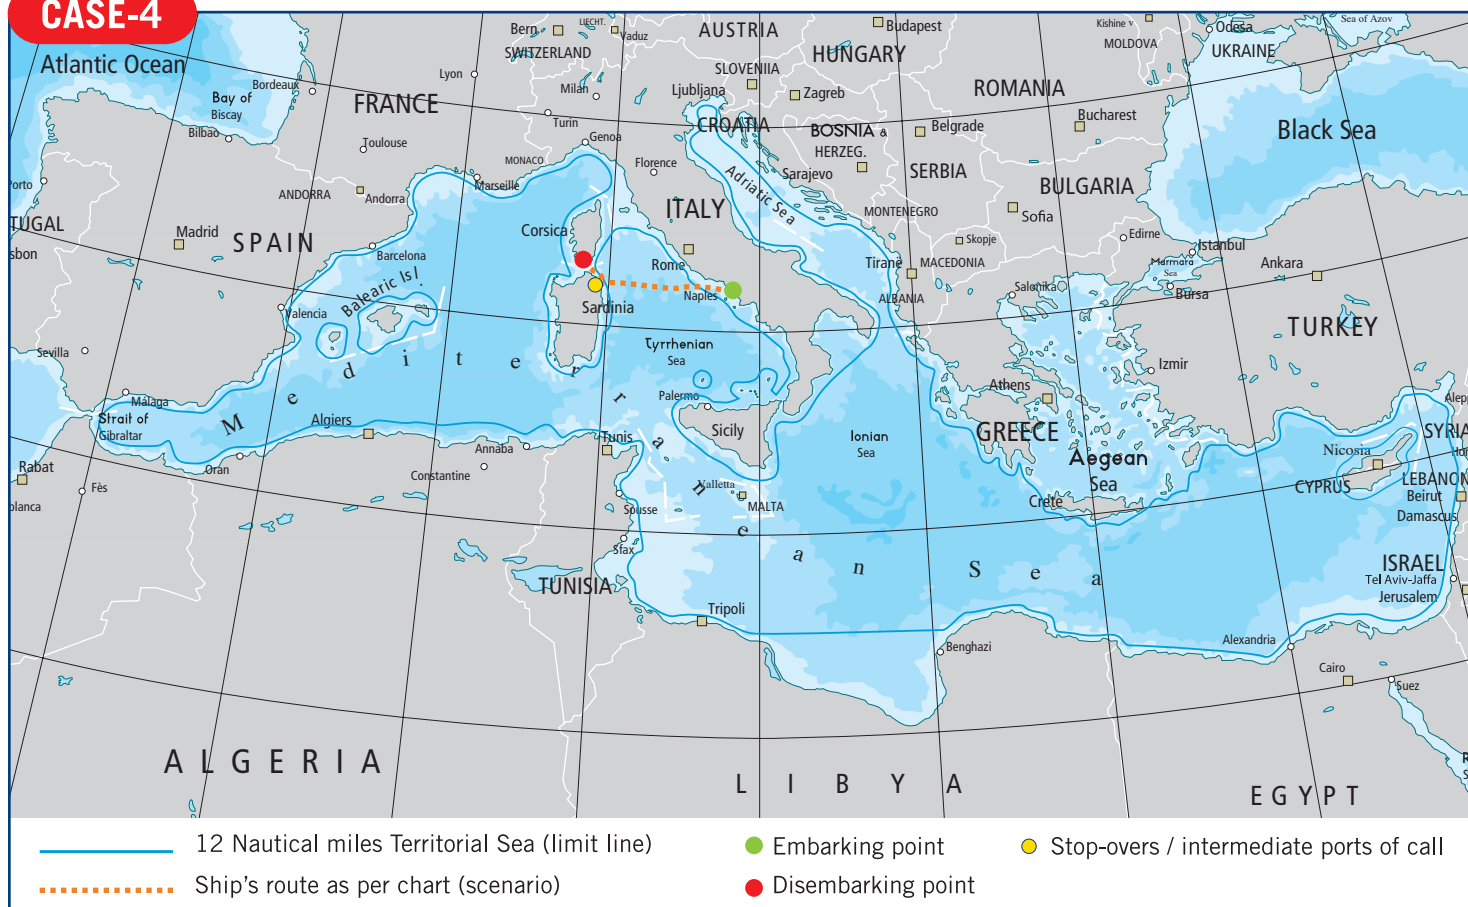 CASE-4
Atlantic Ocean
Bay of
Biscay
Bordeaux
Bilbao
Lyon
FRANCE
Toulouse
ANDORRA
Andorra
Porto
TUGAL
sbon
Madrid
SPAIN
Barcelona
Valencia
Balearic Is/.
Sevilla
Málaga
Strait of
Gibraltar
Rabat
Fès
blanca
Oran
Algiers
Constantine
Annaba
Tunis
Sousse
Sfax
TUNISIA
Tripoli
Bern
LIECHT.
Vaduz
SWITZERLAND
AUSTRIA
Budapest
HUNGARY
SLOVENIIA
Ljubljana
Zagreb
CROATIA
Milan
Turin
Genoa
MONACO
Marseille
Florence
ITALY
Corsica
Rome
Naples
Sardinia
Tyrrhenian
Sea
Palermo
Sicily
Valletta
MALTA
Adriatic Sea
BOSNIA &
HERZEG.
Sarajevo
Belgrade
SERBIA
MONTENEGRO
Skopje
MACEDONIA
Tirane
ALBANIA
ROMANIA
Bucharest
BULGARIA
Sofia
Kishine v
MOLDOVA
Odesa
UKRAINE
Sea of Azov
Black Sea
Edirne
Istanbul
Marmara
Sea
Bursa
Ankara
TURKEY
Salonika
Izmir
Athens
GREECE
Aegean
Sea
Crete
Ionian
Sea
Mediterranean Sea
Nicosia
CYPRUS
Alepp
SYRIA
LEBANON
Beirut
Damascus
ISRAEL
Tel Aviv-Jaffa
Jerusalem
Alexandria
Cairo
Suez
Benghazi
ALGERIA
LIBYA
EGYPT
12 Nautical miles Territorial Sea (limit line)
Embarking point
Stop-overs / intermediate ports of call
Ship's route as per chart (scenario)
Disembarking point